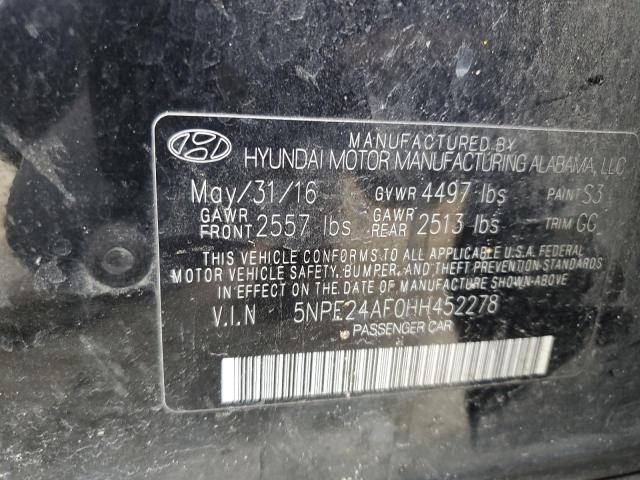 MANUFACTURED BY
HYUNDAI MOTOR MANUFACTURING ALABAMA, LLC
May/31/16 GVWR 4497 lbs PAINT S3
GAWR FRONT 2557 lbs GAWR REAR 2513 lbs TRIM GC
THIS VEHICLE CONFORMS TO ALL APPLICABLE U.S.A. FEDERAL
MOTOR VEHICLE SAFETY, BUMPER, AND THEFT PREVENTION STANDARDS
IN EFFECT ON THE DATE OF MANUFACTURE SHOWN ABOVE
V.I.N 5NPE24AF0HH452278
PASSENGER CAR